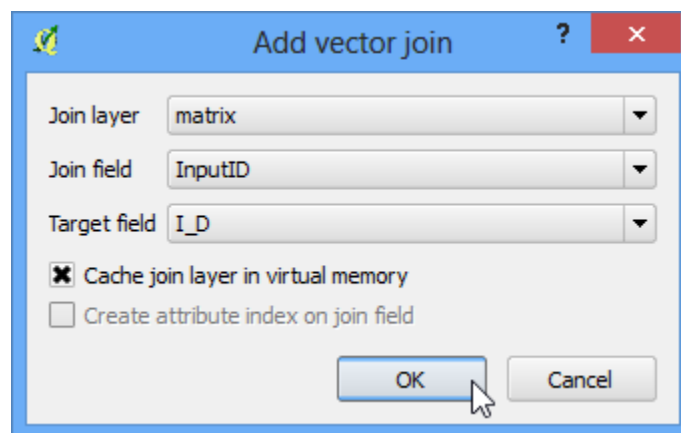 Add vector join ?
Join layer matrix
Join field InputID
Target field I_D
Cache join layer in virtual memory
Create attribute index on join field
OK Cancel